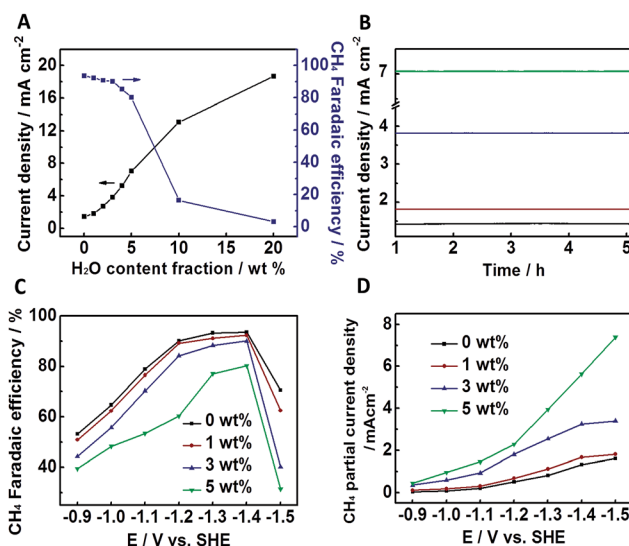 A
Current density / mA cm⁻²
20
16
12
8
4
0
0
5
10
15
20
H₂O content fraction / wt %
100
80
60
40
20
0
CH₄ Faradaic efficiency / %
B
Current density / mA cm⁻²
7
4
3
2
1
2
3
4
5
Time / h
C
CH₄ Faradaic efficiency / %
100
80
60
40
0 wt%
1 wt%
3 wt%
5 wt%
-0.9
-1.0
-1.1
-1.2
-1.3
-1.4
-1.5
E / V vs. SHE
D
CH₄ partial current density
/mAcm⁻²
8
6
4
2
0
0 wt%
1 wt%
3 wt%
5 wt%
-0.9
-1.0
-1.1
-1.2
-1.3
-1.4
-1.5
E / V vs. SHE